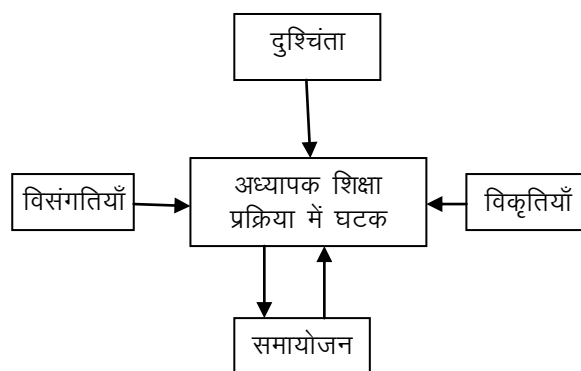 दुश्चिंता
विसंगतियाँ
अध्यापक शिक्षा
प्रक्रिया में घटक
विकृतियाँ
समायोजन